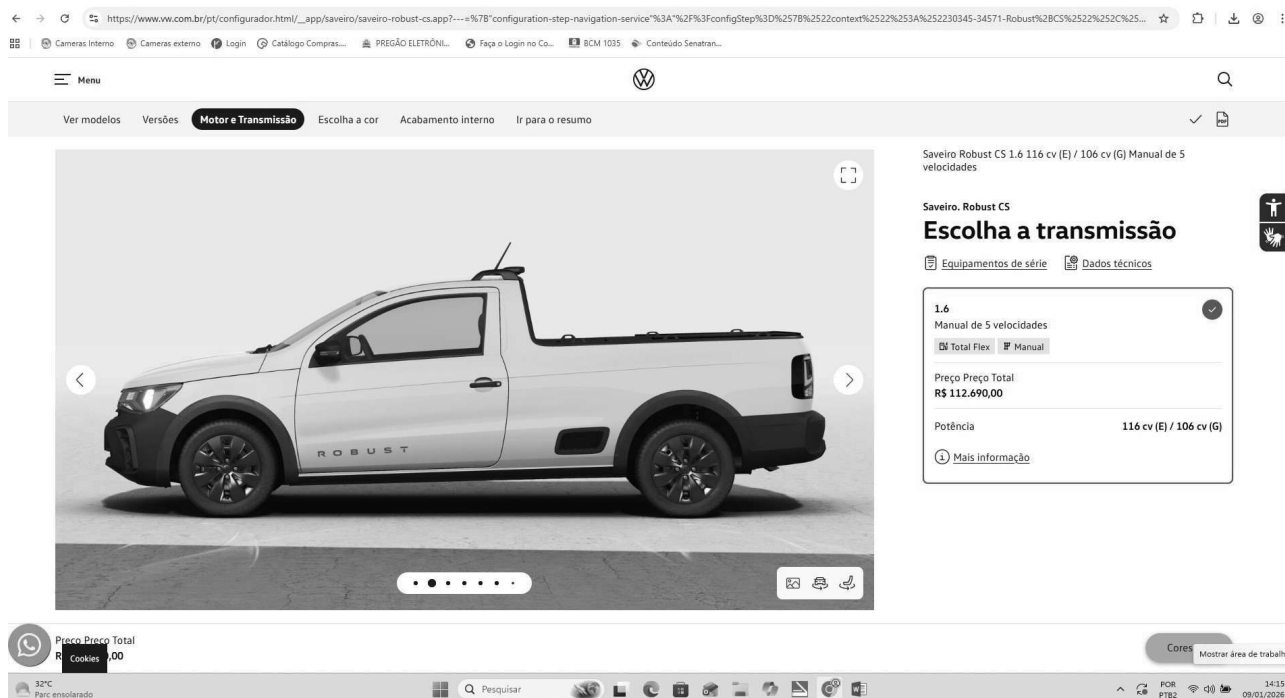 https://www.vw.com.br/pt/configurador.html/__app/saveiro/saveiro-robust-cs.app?---=%7B"configuration-step-navigation-service"%3A"%2F%3FconfigStep%3D%257B%2522context%2522%253A%252230345-34571-Robust%2BCS%2522%252C%25...
Cameras Interno Cameras externo Login Catálogo Compras.... PREGÃO ELETRÔNI... Faça o Login no Co... BCM 1035 Conteúdo Senatran...
Menu
Ver modelos Versões Motor e Transmissão Escolha a cor Acabamento interno Ir para o resumo
PDF
Saveiro Robust CS 1.6 116 cv (E) / 106 cv (G) Manual de 5
velocidades
Saveiro. Robust CS
Escolha a transmissão
Equipamentos de série Dados técnicos
1.6
Manual de 5 velocidades
Total Flex Manual
Preço Preço Total
R$ 112.690,00
Potência 116 cv (E) / 106 cv (G)
Mais informação
ROBUST
Preço Preço Total
R ,00
Cookies
Cores
Mostrar área de trabalh
32°C
Parc ensolarado
Pesquisar
POR
PTB2
14:15
09/01/2026